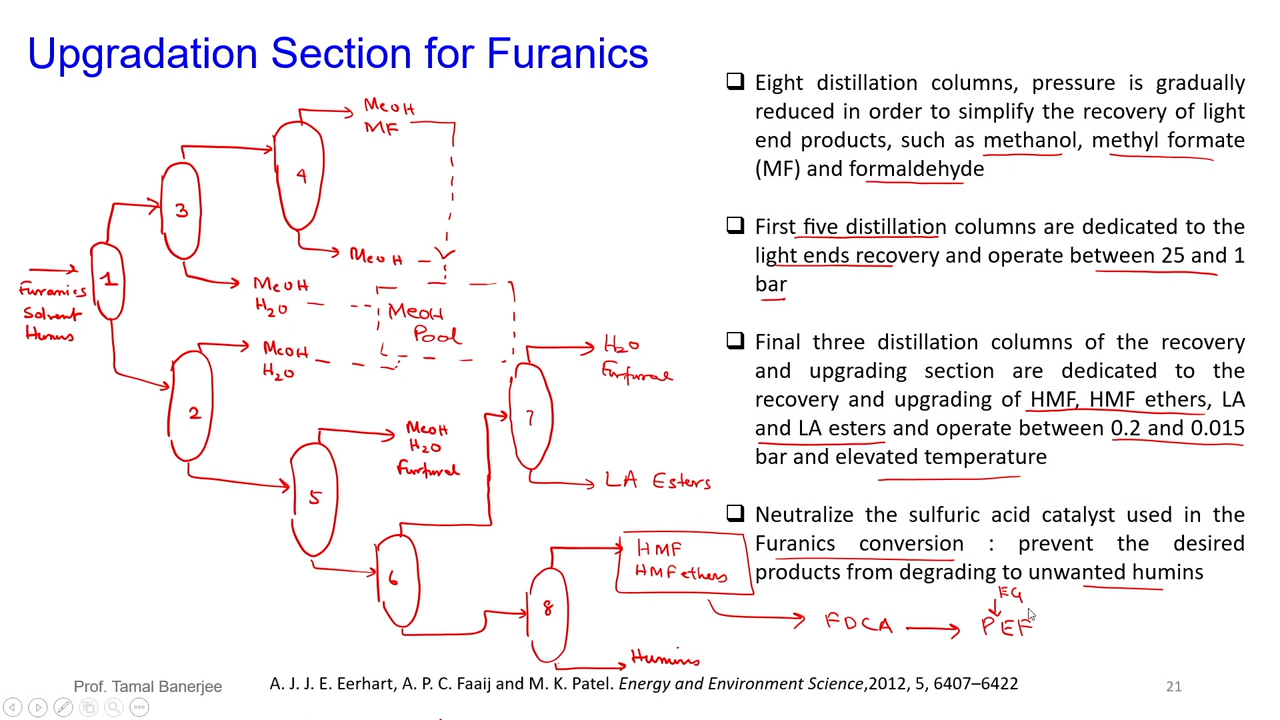 Upgradation Section for Furanics
❑ Eight distillation columns, pressure is gradually
reduced in order to simplify the recovery of light
end products, such as methanol, methyl formate
(MF) and formaldehyde
❑ First five distillation columns are dedicated to the
light ends recovery and operate between 25 and 1
bar
❑ Final three distillation columns of the recovery
and upgrading section are dedicated to the
recovery and upgrading of HMF, HMF ethers, LA
and LA esters and operate between 0.2 and 0.015
bar and elevated temperature
❑ Neutralize the sulfuric acid catalyst used in the
Furanics conversion : prevent the desired
products from degrading to unwanted humins
Furanics
Solvent
Humus
1
3
4
MeOH
MF
MeOH
MeOH
H2O
MeOH
Pool
2
MeOH
H2O
5
MeOH
H2O
Furfural
6
7
H2O
Furfural
LA Esters
8
HMF
HMF ethers
Humins
FDCA
EG
PEF
Prof. Tamal Banerjee
A. J. J. E. Eerhart, A. P. C. Faaij and M. K. Patel. Energy and Environment Science,2012, 5, 6407–6422
21